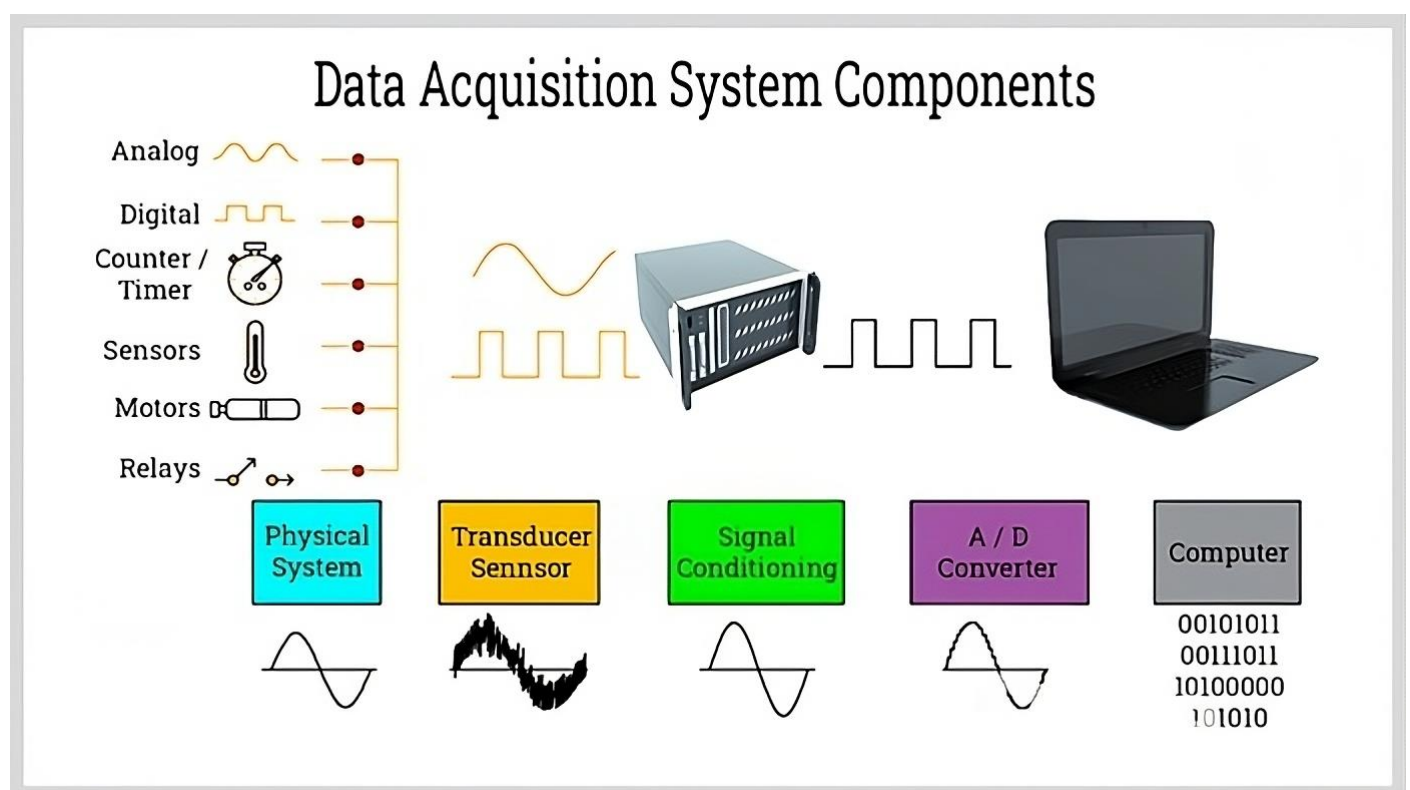 Data Acquisition System Components
Analog
Digital
Counter /
Timer
Sensors
Motors
Relays
Physical
System
Transducer
Sennsor
Signal
Conditioning
A / D
Converter
Computer
00101011
00111011
10100000
101010